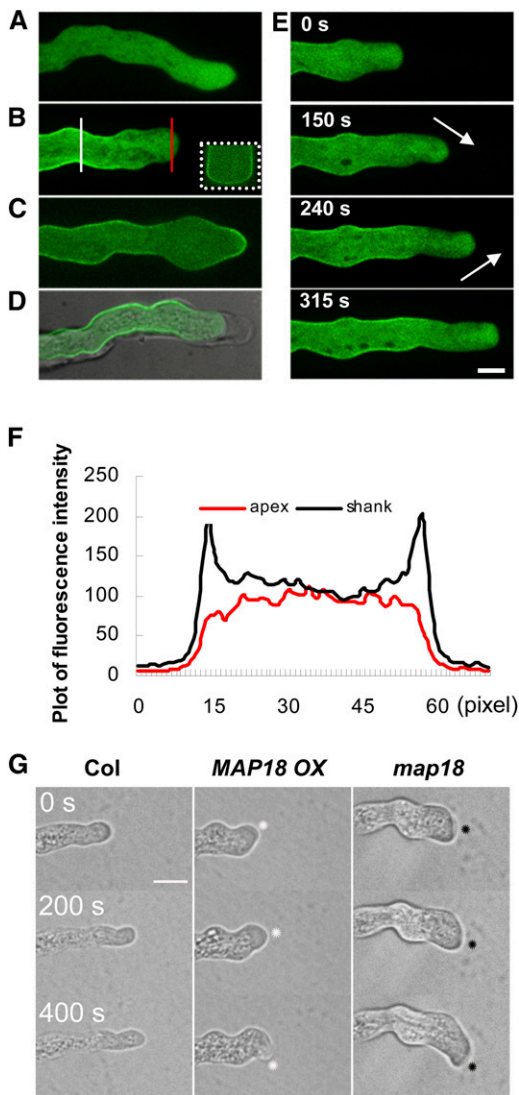 A
B
C
D
E
0 s
150 s
240 s
315 s
F
Plot of fluorescence intensity
250
200
150
100
50
0
apex
shank
0
15
30
45
60
(pixel)
G
Col
MAP18 OX
map18
0 s
200 s
400 s